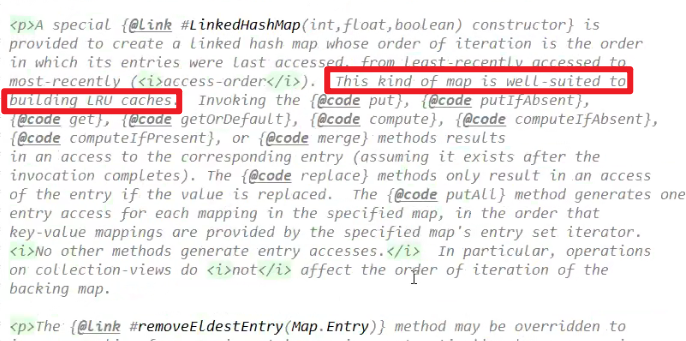 <p>A special {@link #LinkedHashMap(int,float,boolean) constructor} is
provided to create a linked hash map whose order of iteration is the order
in which its entries were last accessed, from least-recently accessed to
most-recently (<i>access-order</i>).  This kind of map is well-suited to
building LRU caches.  Invoking the {@code put}, {@code putIfAbsent},
{@code get}, {@code getOrDefault}, {@code compute}, {@code computeIfAbsent},
{@code computeIfPresent}, or {@code merge} methods results
in an access to the corresponding entry (assuming it exists after the
invocation completes). The {@code replace} methods only result in an access
of the entry if the value is replaced.  The {@code putAll} method generates one
entry access for each mapping in the specified map, in the order that
key-value mappings are provided by the specified map's entry set iterator.
<i>No other methods generate entry accesses.</i>  In particular, operations
on collection-views do <i>not</i> affect the order of iteration of the
backing map.
<p>The {@link #removeEldestEntry(Map.Entry)} method may be overridden to